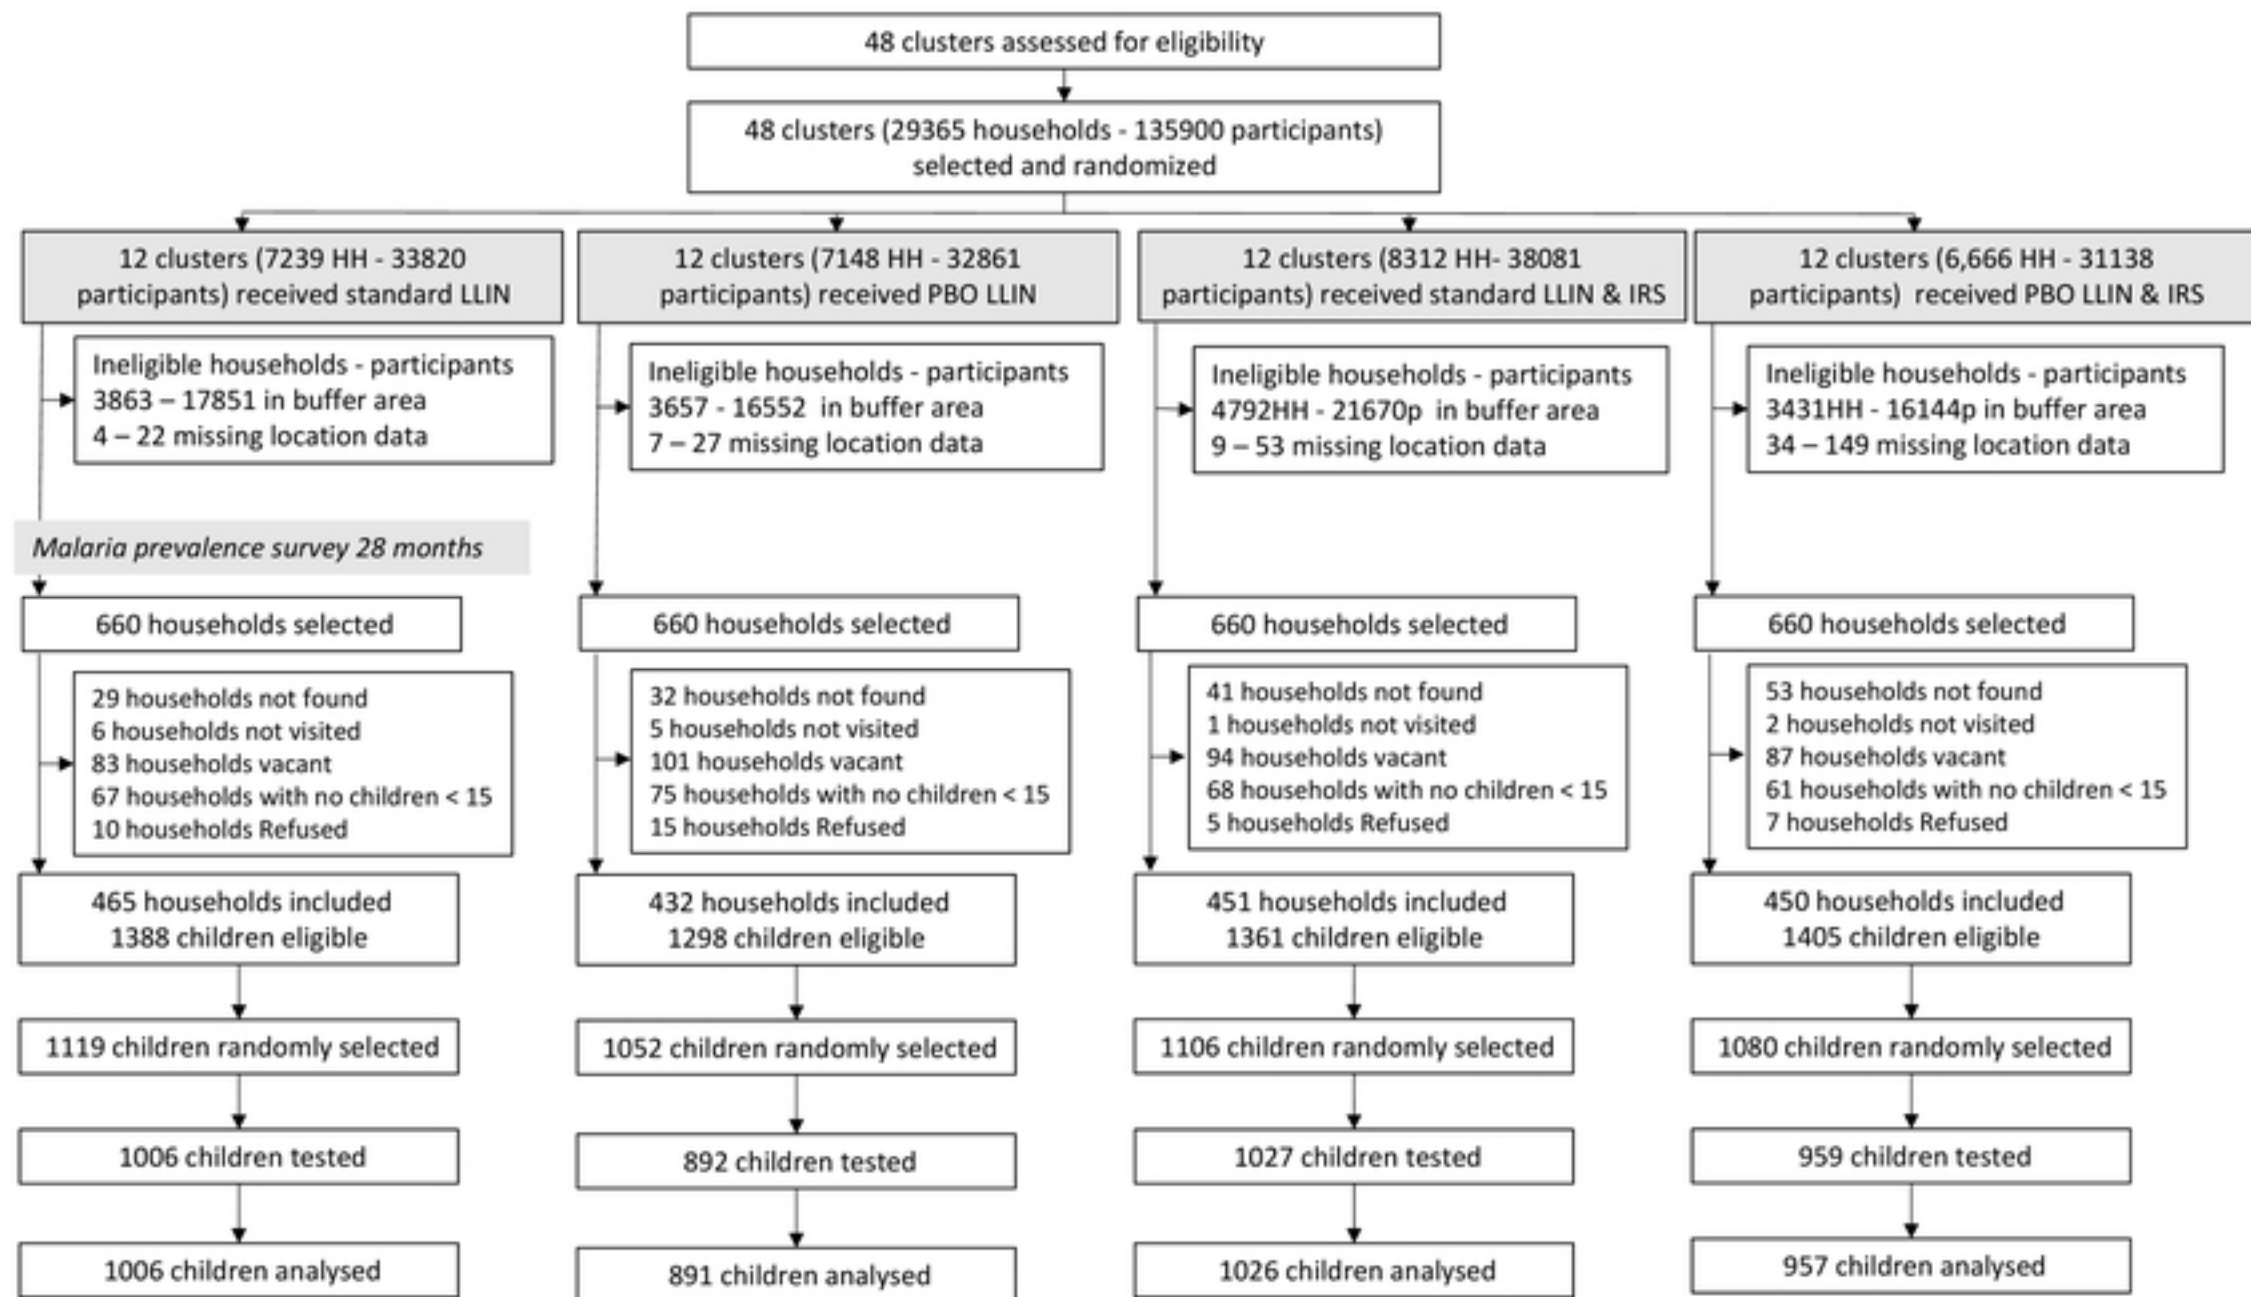 48 clusters assessed for eligibility
48 clusters (29365 households - 135900 participants)
selected and randomized
12 clusters (7239 HH - 33820
participants) received standard LLIN
Ineligible households - participants
3863 – 17851 in buffer area
4 – 22 missing location data
12 clusters (7148 HH - 32861
participants) received PBO LLIN
Ineligible households - participants
3657 - 16552 in buffer area
7 – 27 missing location data
12 clusters (8312 HH- 38081
participants) received standard LLIN & IRS
Ineligible households - participants
4792HH - 21670p in buffer area
9 – 53 missing location data
12 clusters (6,666 HH - 31138
participants) received PBO LLIN & IRS
Ineligible households - participants
3431HH - 16144p in buffer area
34 – 149 missing location data
Malaria prevalence survey 28 months
660 households selected
29 households not found
6 households not visited
83 households vacant
67 households with no children < 15
10 households Refused
465 households included
1388 children eligible
1119 children randomly selected
1006 children tested
1006 children analysed
660 households selected
32 households not found
5 households not visited
101 households vacant
75 households with no children < 15
15 households Refused
432 households included
1298 children eligible
1052 children randomly selected
892 children tested
891 children analysed
660 households selected
41 households not found
1 households not visited
94 households vacant
68 households with no children < 15
5 households Refused
451 households included
1361 children eligible
1106 children randomly selected
1027 children tested
1026 children analysed
660 households selected
53 households not found
2 households not visited
87 households vacant
61 households with no children < 15
7 households Refused
450 households included
1405 children eligible
1080 children randomly selected
959 children tested
957 children analysed